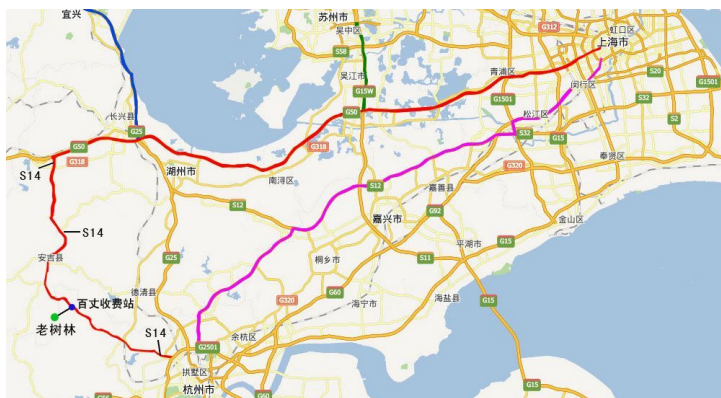 宜兴
苏州市
吴中区
S58
吴江市
G15W
G50
G312
虹口区
上海市
青浦区
闵行区
S20
G1501
G1501
S32
S2
松江区
S32
G15
奉贤区
长兴县
G25
G50
G318
S14
湖州市
G318
南浔区
G320
S12
S12
嘉善县
G92
嘉兴市
金山区
S14
安吉县
G25
桐乡市
S11
平湖市
G15
德清县
G320
G60
海宁市
海盐县
G15
百丈收费站
老树林
S14
G2501
余杭区
拱墅区
杭州市
G60
G15